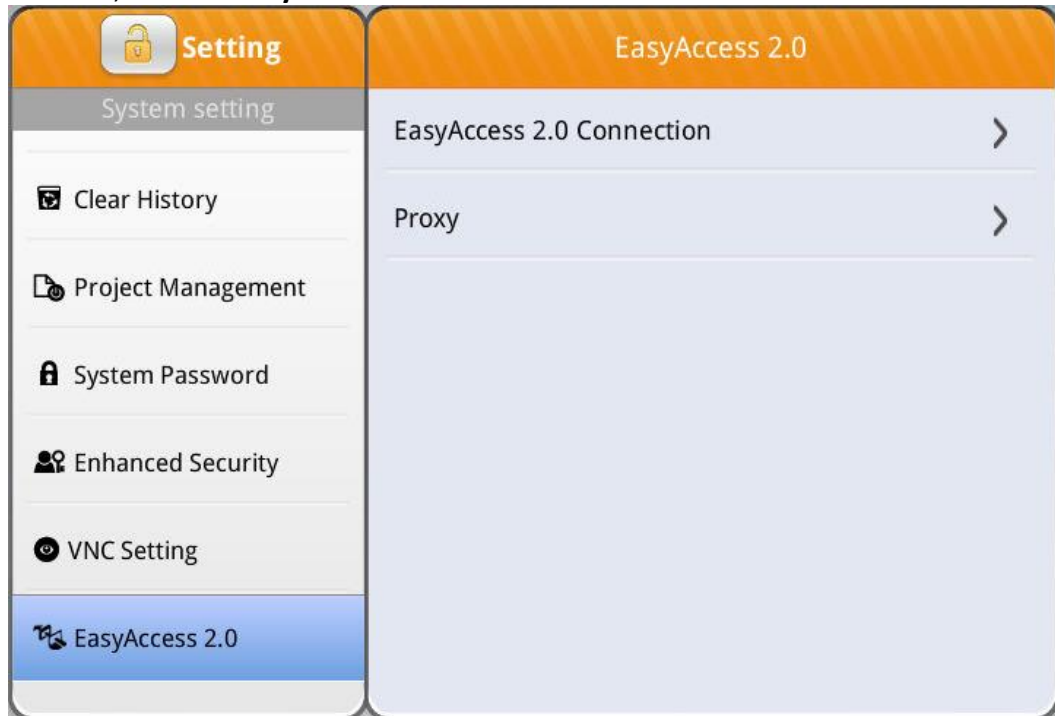 Setting
System setting
Clear History
Project Management
System Password
Enhanced Security
VNC Setting
EasyAccess 2.0
EasyAccess 2.0
EasyAccess 2.0 Connection
Proxy